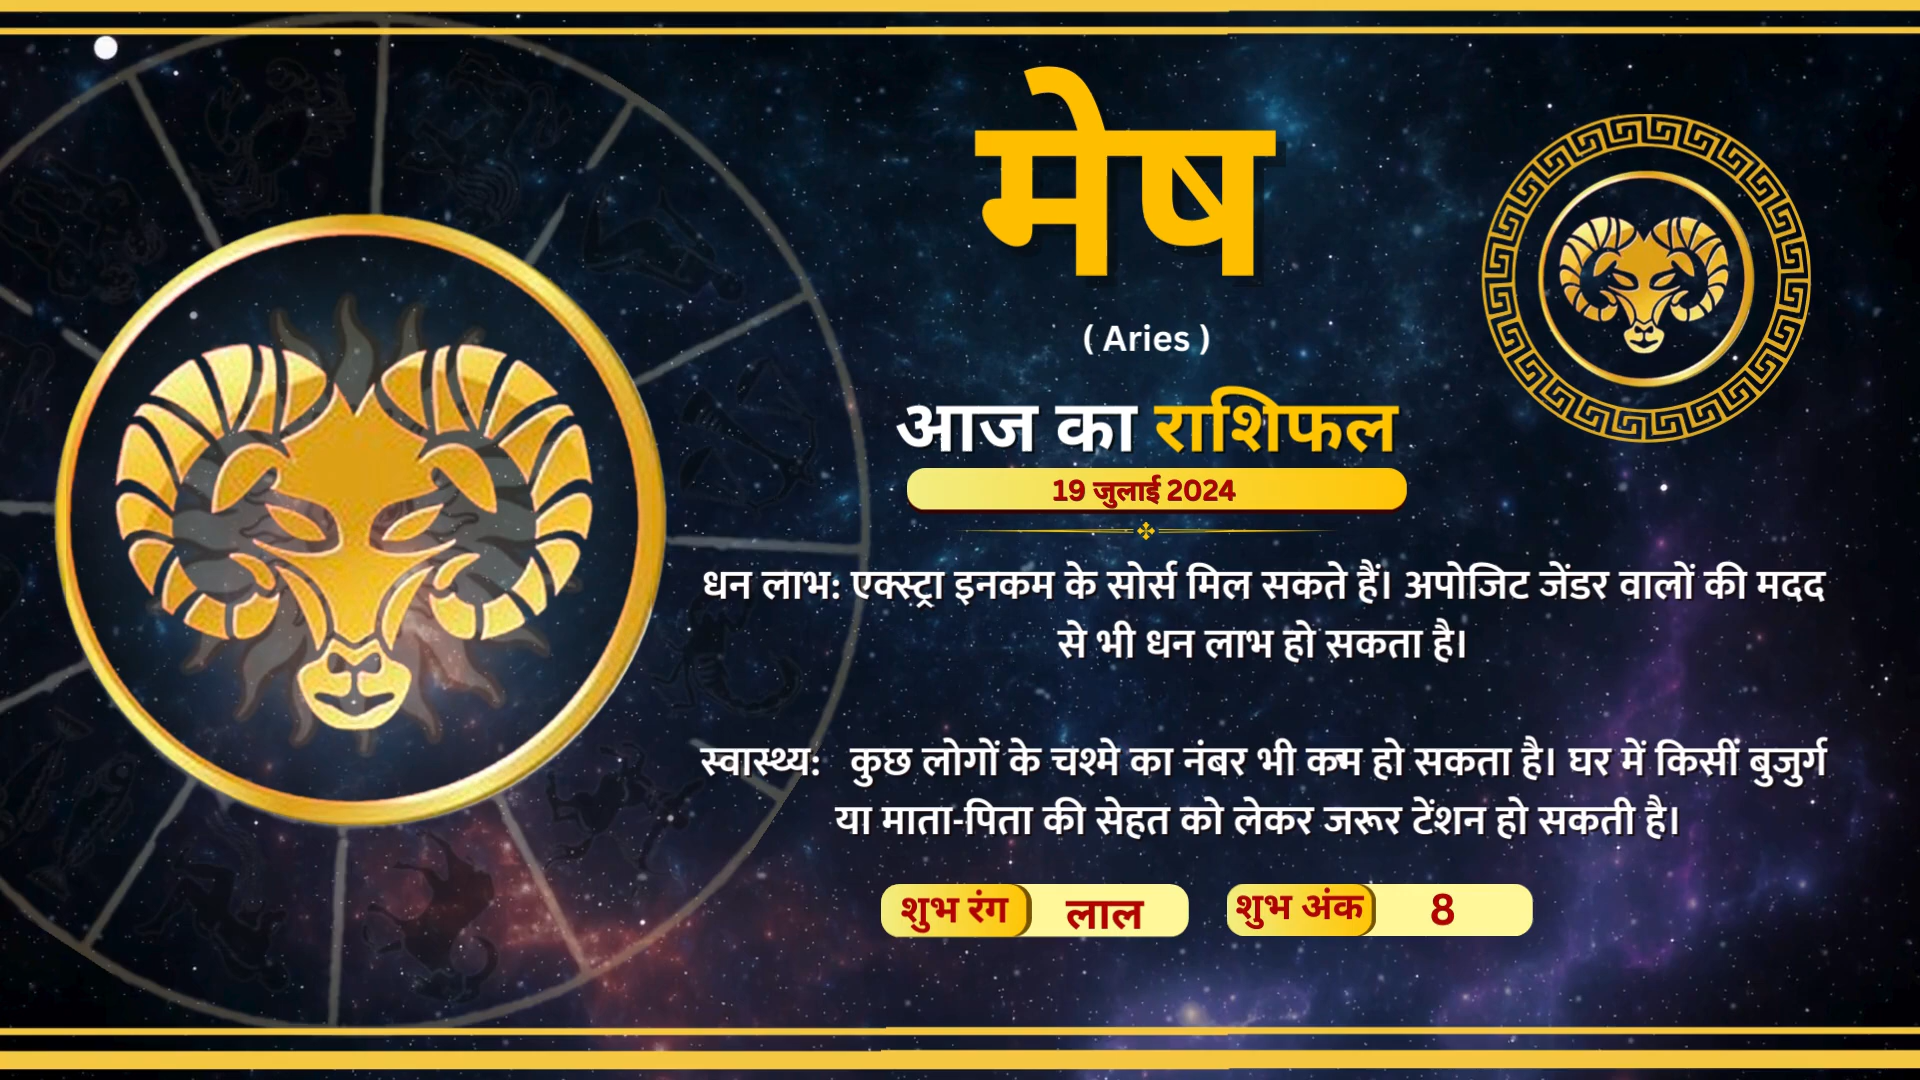 मेष
( Aries )
आज का राशिफल
19 जुलाई 2024
धन लाभ: एक्स्ट्रा इनकम के सोर्स मिल सकते हैं। अपोजिट जेंडर वालों की मदद
से भी धन लाभ हो सकता है।
स्वास्थ्य: कुछ लोगों के चश्मे का नंबर भी कम हो सकता है। घर में किसीं बुजुर्ग
या माता-पिता की सेहत को लेकर जरूर टेंशन हो सकती है।
शुभ रंग लाल शुभ अंक 8